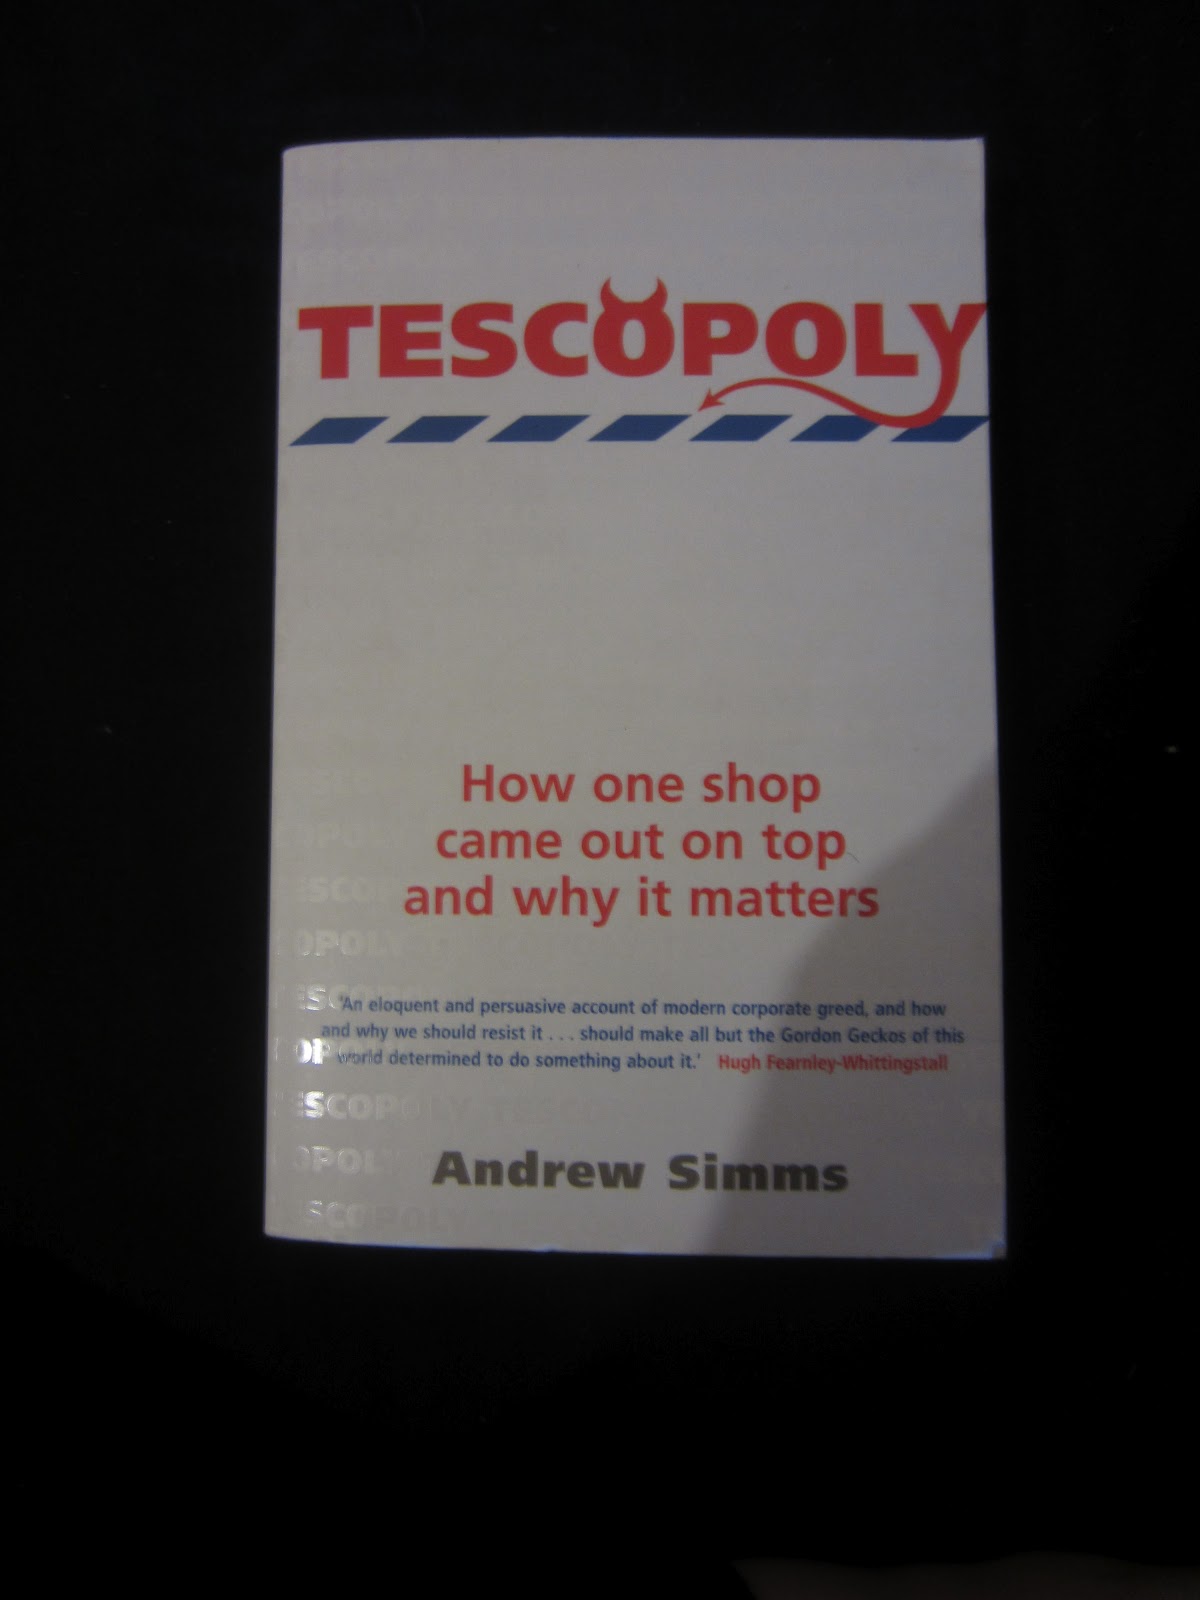 TESCOPOLY
How one shop
came out on top
and why it matters
'An eloquent and persuasive account of modern corporate greed, and how
and why we should resist it . . . should make all but the Gordon Geckos of this
world determined to do something about it.' Hugh Fearnley-Whittingstall
Andrew Simms